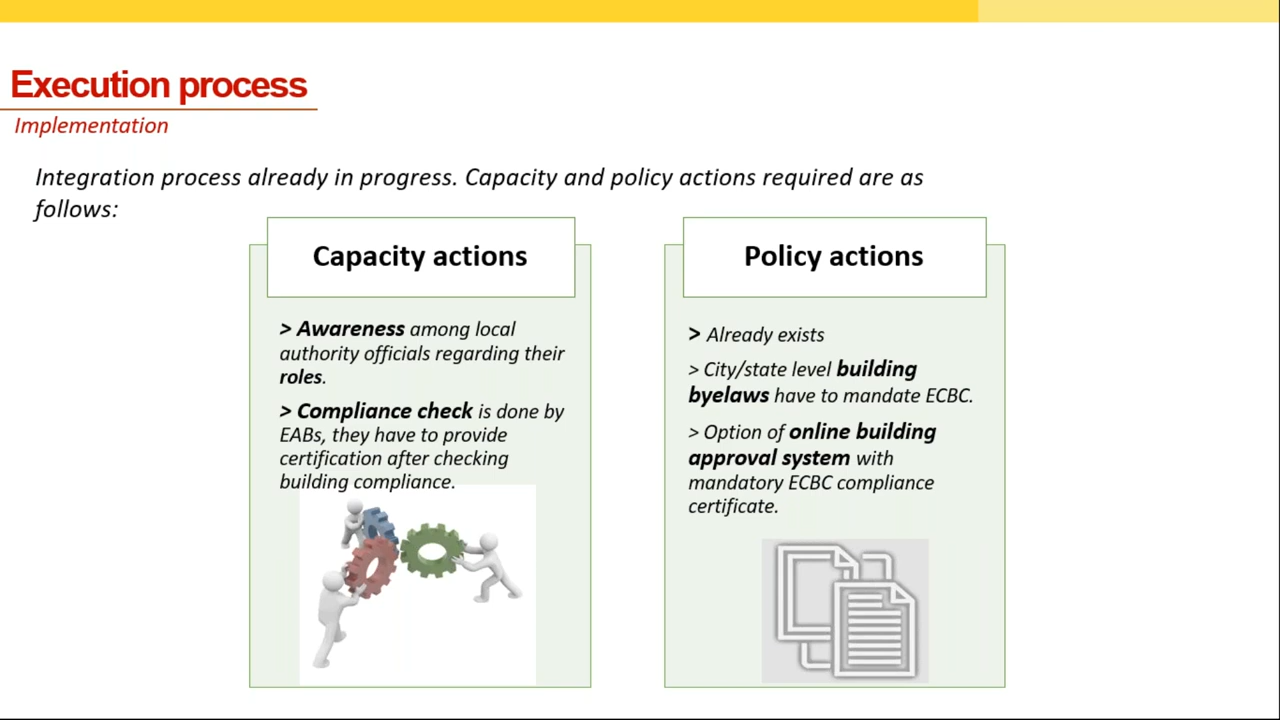 Execution process
Implementation
Integration process already in progress. Capacity and policy actions required are as
follows:
Capacity actions
> Awareness among local
authority officials regarding their
roles.
> Compliance check is done by
EABs, they have to provide
certification after checking
building compliance.
Policy actions
> Already exists
> City/state level building
byelaws have to mandate ECBC.
> Option of online building
approval system with
mandatory ECBC compliance
certificate.